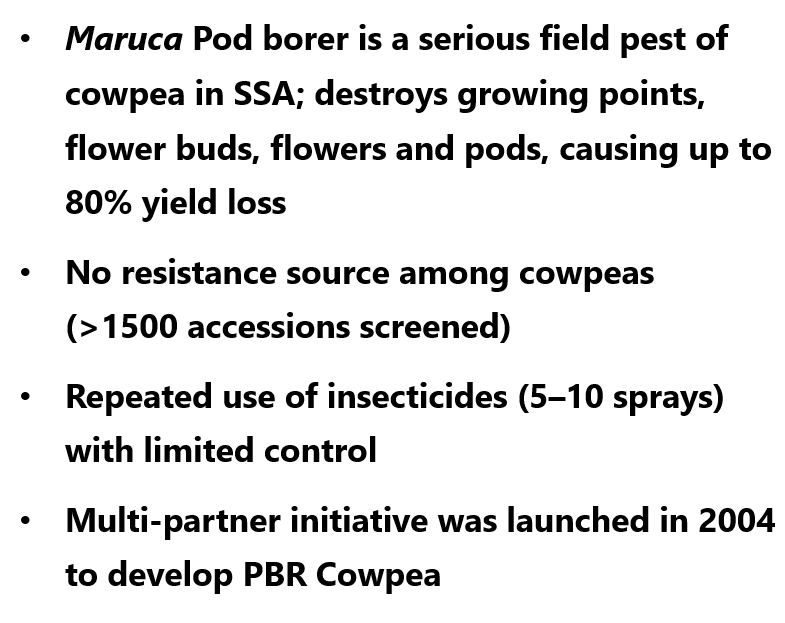 • Maruca Pod borer is a serious field pest of
cowpea in SSA; destroys growing points,
flower buds, flowers and pods, causing up to
80% yield loss
• No resistance source among cowpeas
(>1500 accessions screened)
• Repeated use of insecticides (5–10 sprays)
with limited control
• Multi-partner initiative was launched in 2004
to develop PBR Cowpea